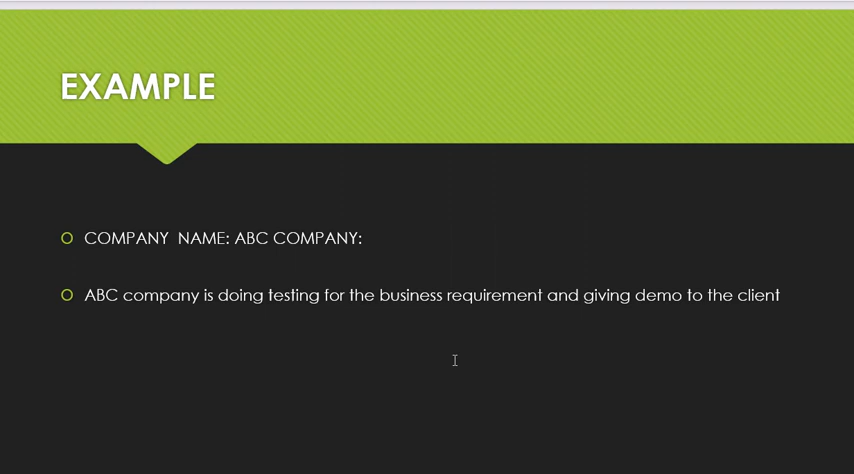 EXAMPLE
COMPANY  NAME: ABC COMPANY:
ABC company is doing testing for the business requirement and giving demo to the client